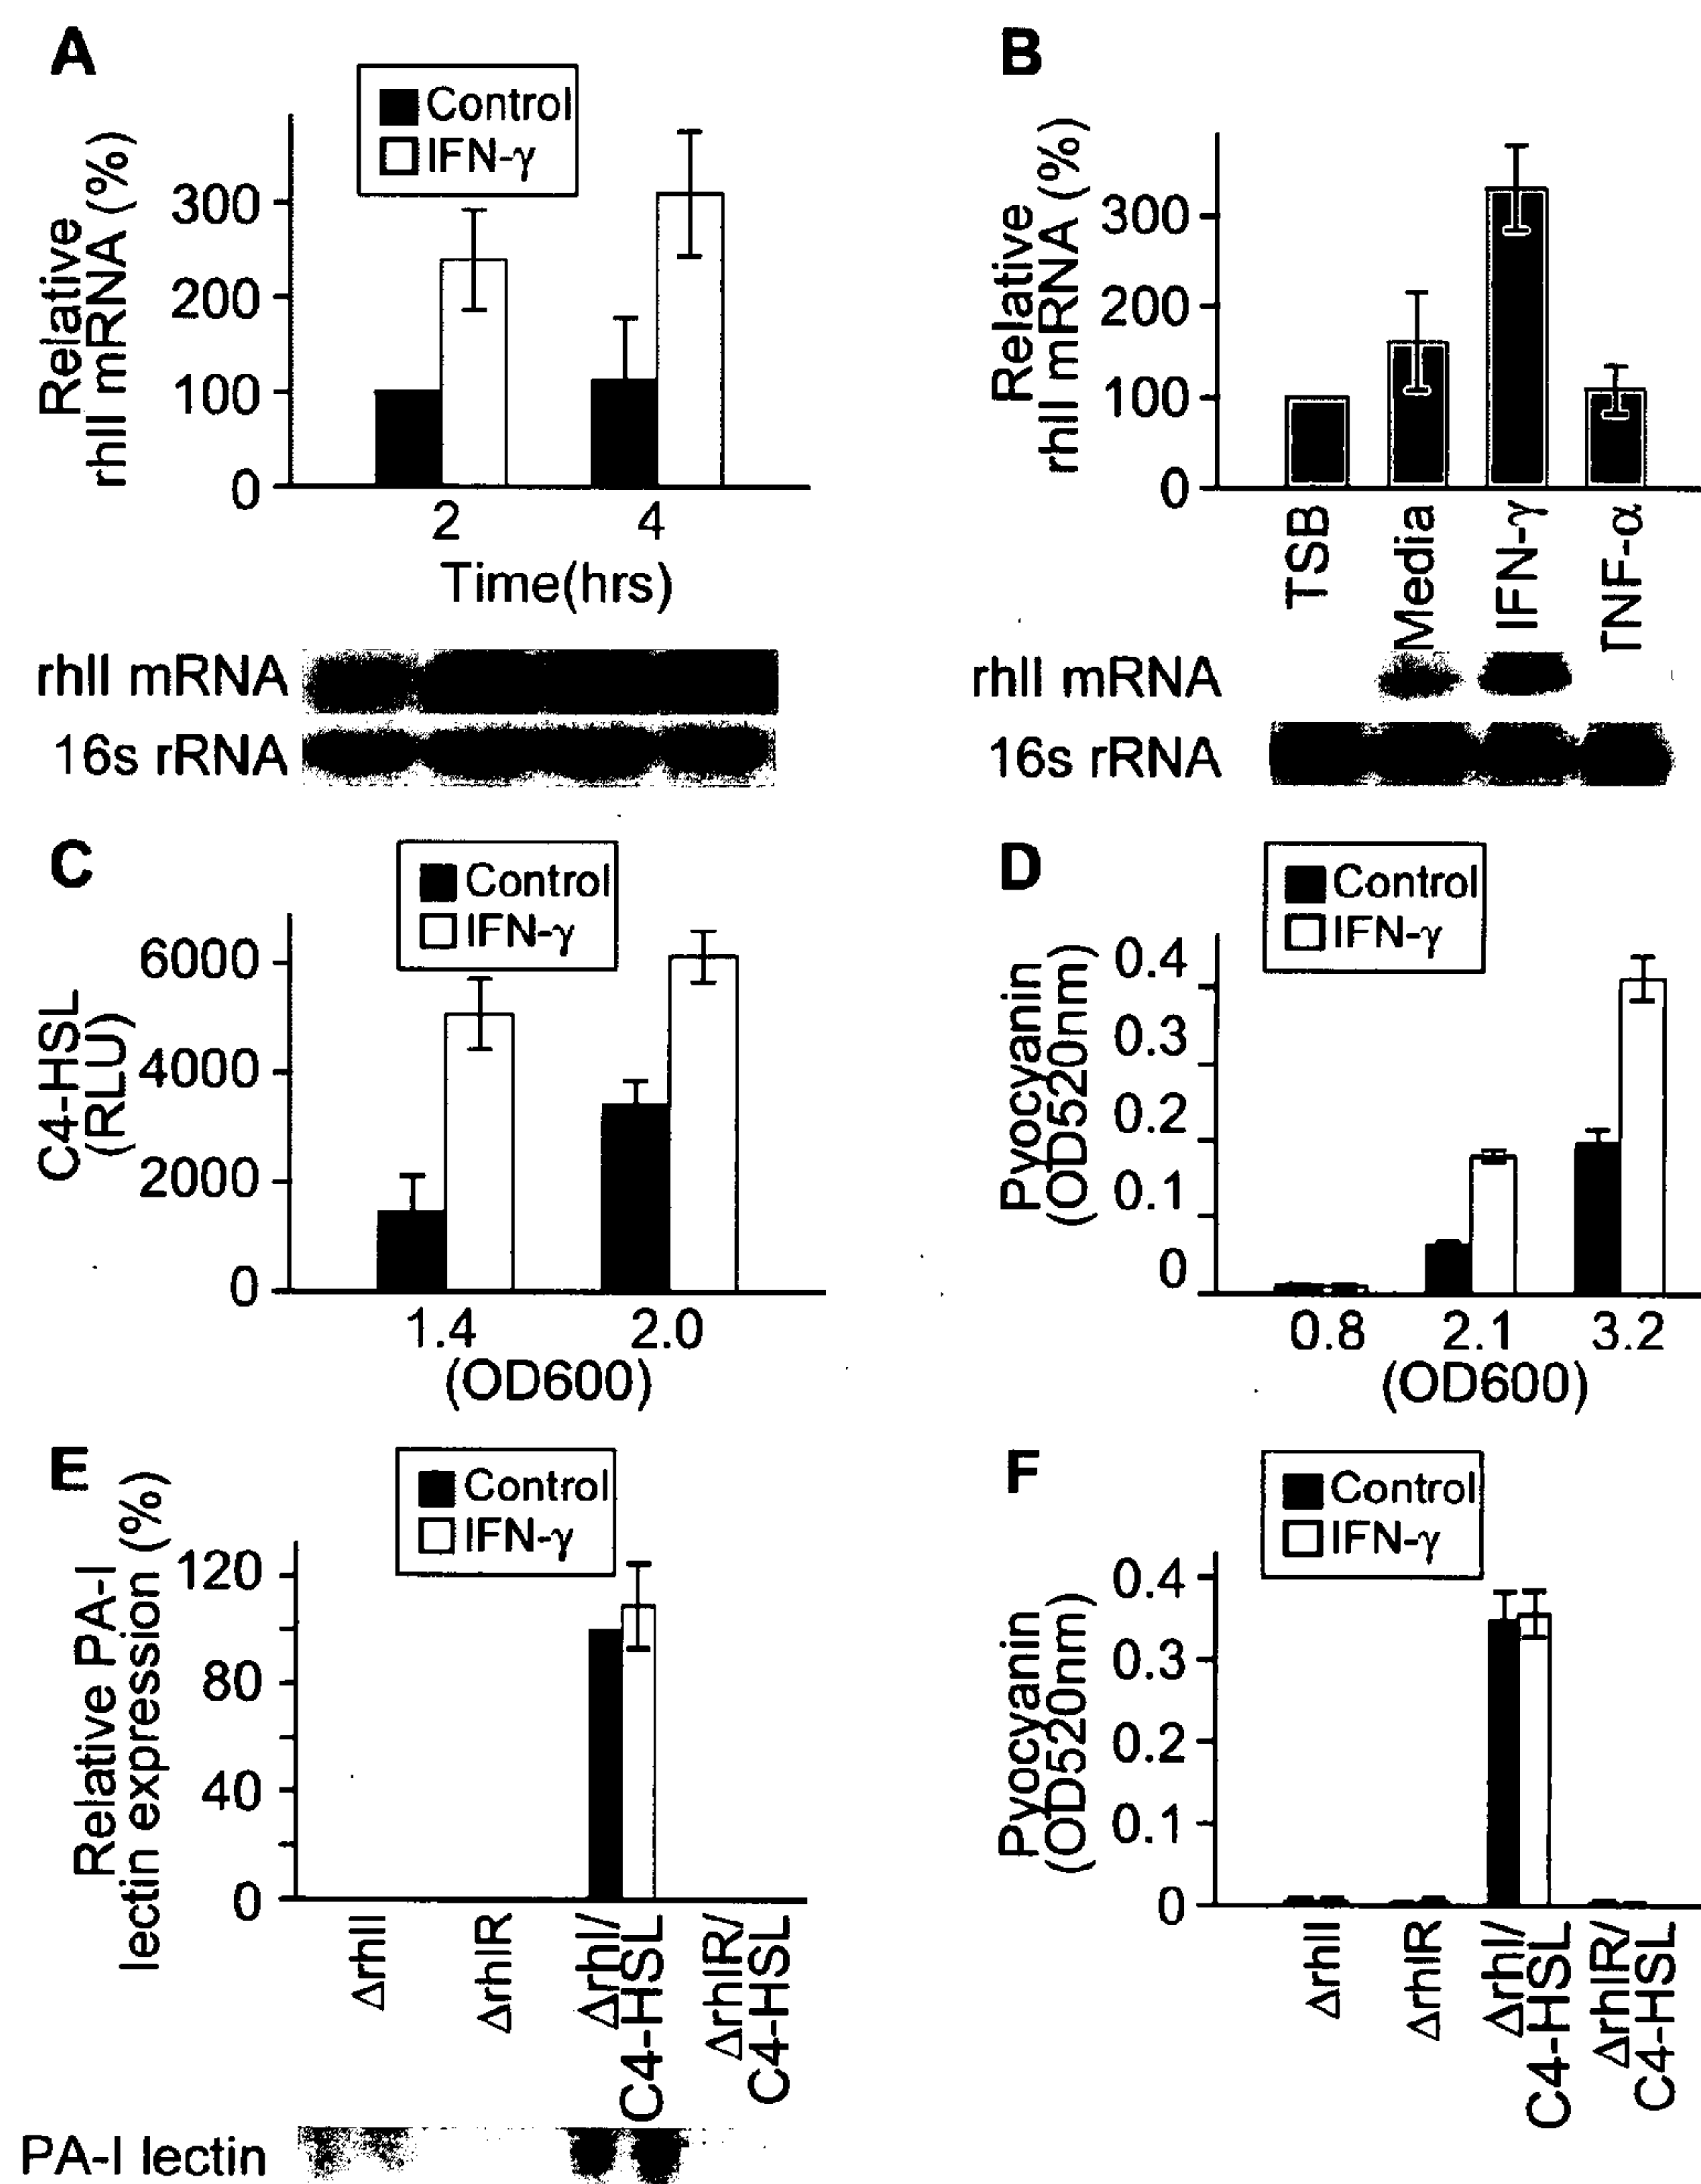 A
Control
IFN-γ
Relative
rhlI mRNA (%)
300
200
100
0
2
4
Time(hrs)
rhlI mRNA
16s rRNA
B
Relative
rhlI mRNA (%)
300
200
100
0
TSB
Media
IFN-γ
TNF-α
rhlI mRNA
16s rRNA
C
Control
IFN-γ
C4-HSL
(RLU)
6000
4000
2000
0
1.4
2.0
(OD600)
D
Control
IFN-γ
Pyocyanin
(OD520nm)
0.4
0.3
0.2
0.1
0
0.8
2.1
3.2
(OD600)
E
Control
IFN-γ
Relative PA-I
lectin expression (%)
120
80
40
0
ΔrhlI
ΔrhlR
ΔrhI/
C4-HSL
ΔrhlR/
C4-HSL
PA-I lectin
F
Control
IFN-γ
Pyocyanin
(OD520nm)
0.4
0.3
0.2
0.1
0
ΔrhlI
ΔrhlR
ΔrhI/
C4-HSL
ΔrhlR/
C4-HSL